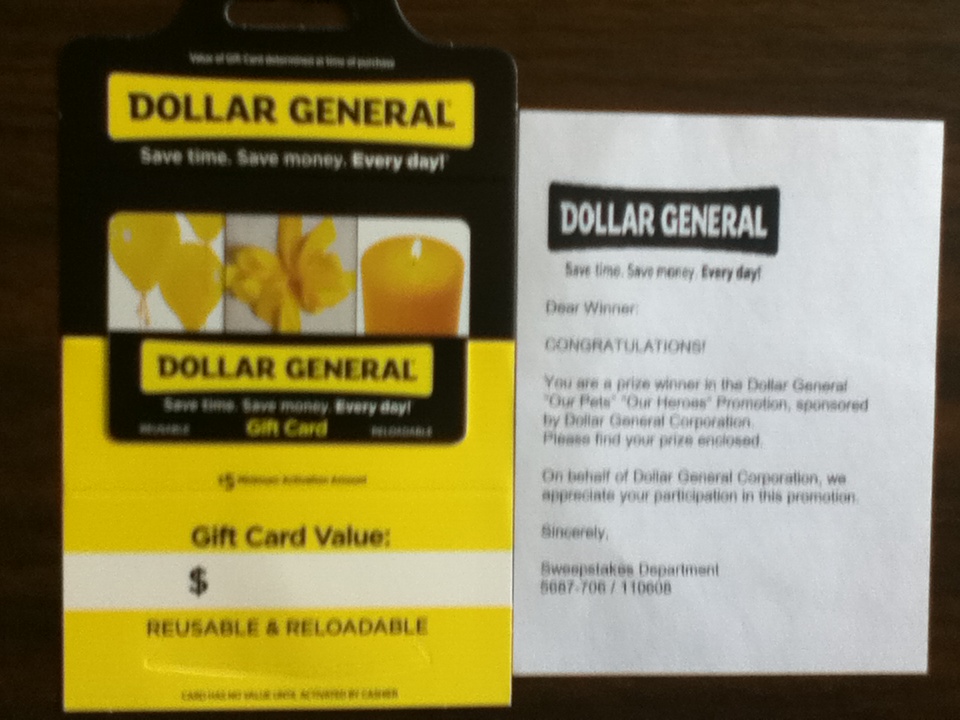 Value of Gift Card determined at time of purchase
DOLLAR GENERAL
Save time. Save money. Every day!
DOLLAR GENERAL
Save time. Save money. Every day!
REUSABLE
Gift Card
RELOADABLE
$5 Minimum Activation Amount
Gift Card Value:
$
REUSABLE & RELOADABLE
CARD HAS NO VALUE UNTIL ACTIVATED BY CASHIER
DOLLAR GENERAL
Save time. Save money. Every day!
Dear Winner:
CONGRATULATIONS!
You are a prize winner in the Dollar General
"Our Pets" "Our Heroes" Promotion, sponsored
by Dollar General Corporation.
Please find your prize enclosed.
On behalf of Dollar General Corporation, we
appreciate your participation in this promotion.
Sincerely,
Sweepstakes Department
5687-706 / 110608